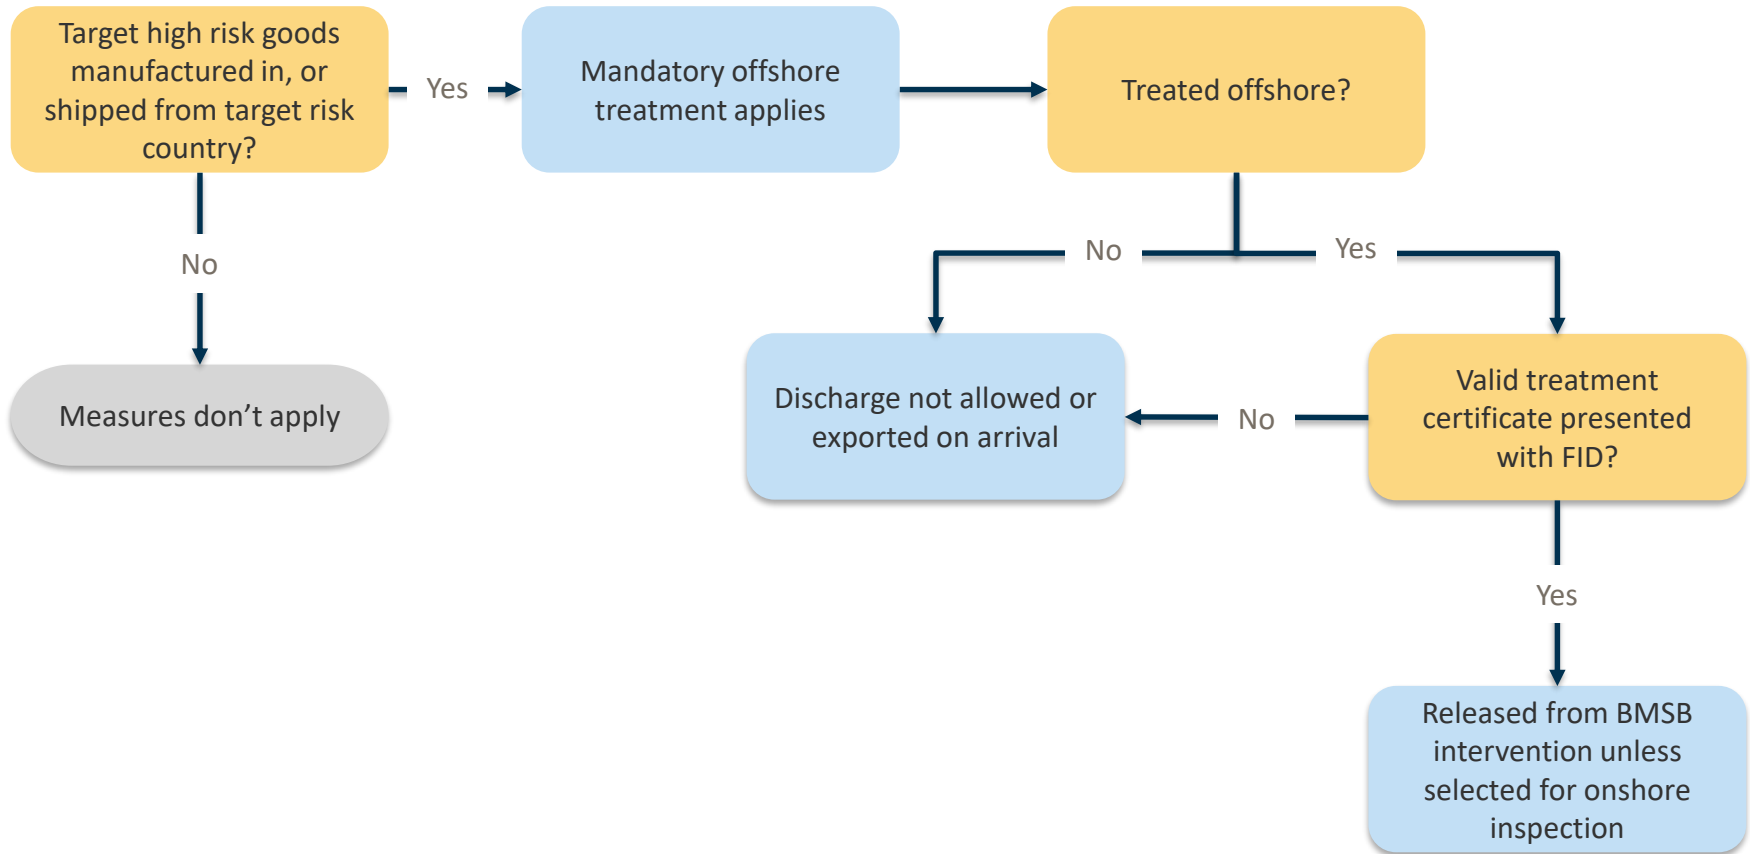 Target high risk goods
manufactured in, or
shipped from target risk
country?
Yes
Mandatory offshore
treatment applies
Treated offshore?
No
Measures don’t apply
No
Yes
Discharge not allowed or
exported on arrival
No
Valid treatment
certificate presented
with FID?
Yes
Released from BMSB
intervention unless
selected for onshore
inspection